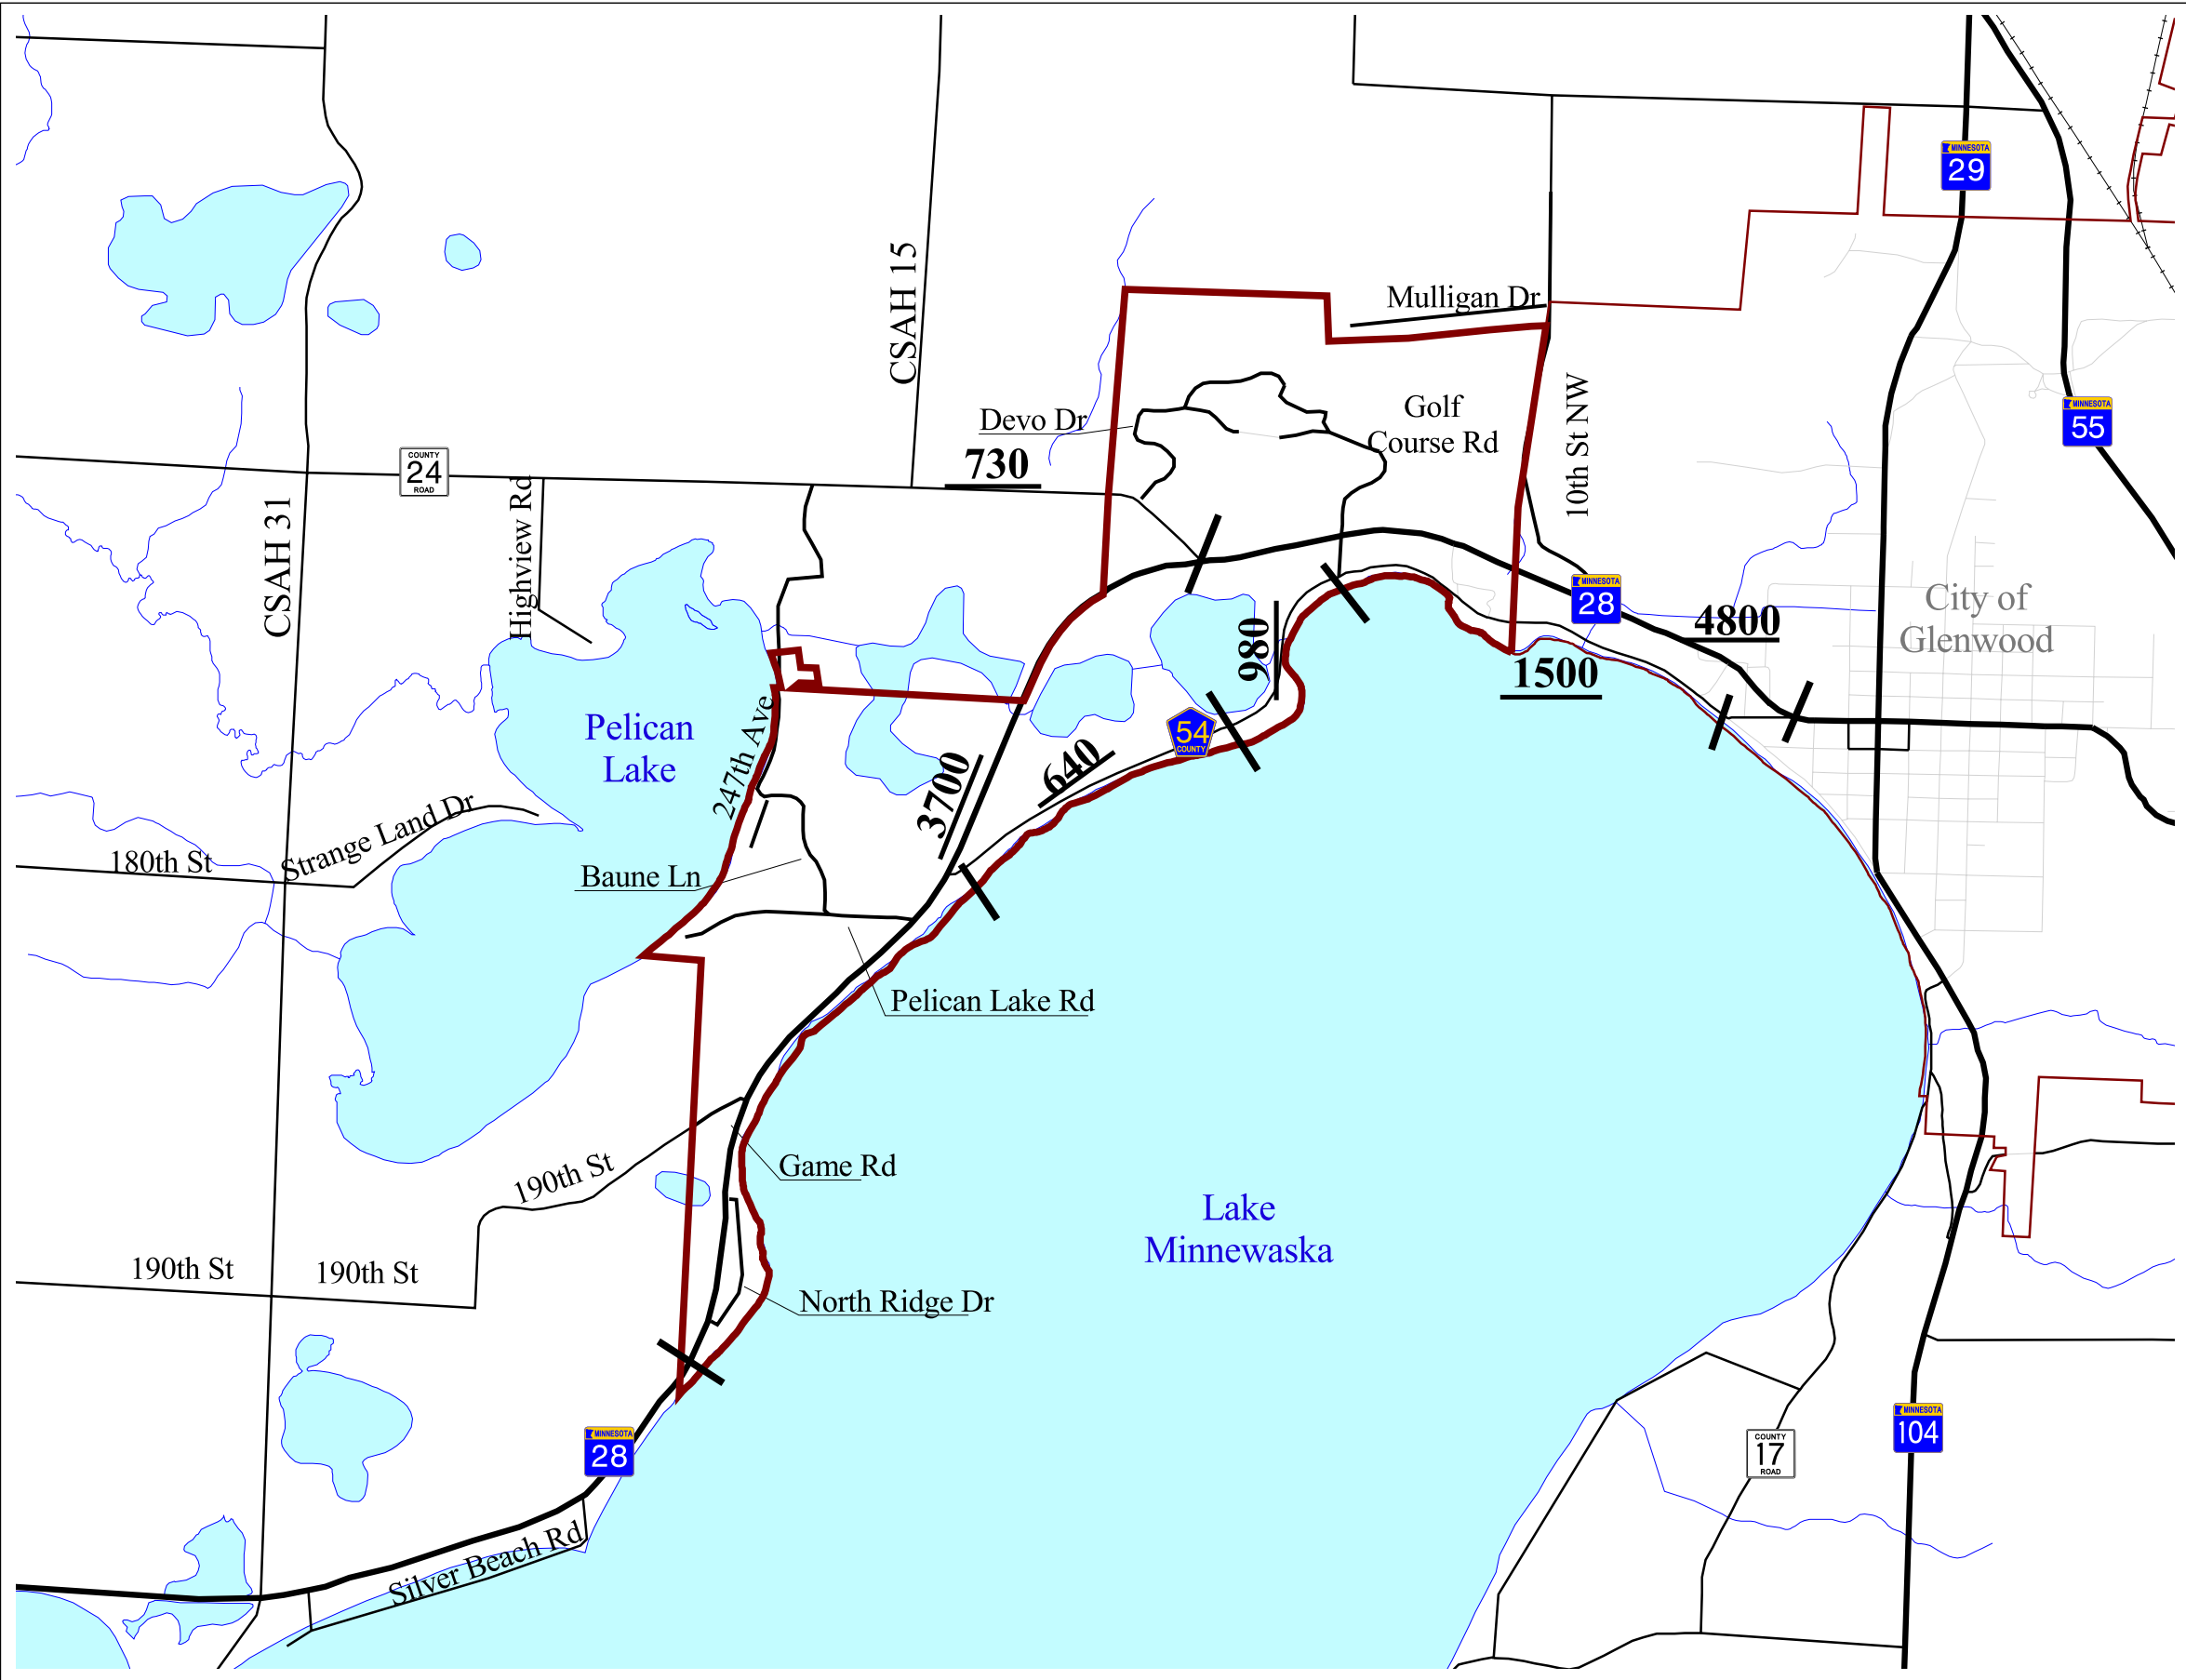 MINNESOTA
29
CSAH 15
Mulligan Dr
Devo Dr
Golf
Course Rd
10th St NW
MINNESOTA
55
730
COUNTY
24
ROAD
Highview Rd
CSAH 31
MINNESOTA
28
4800
City of
Glenwood
980
1500
Pelican
Lake
247th Ave
54
COUNTY
640
3700
Strange Land Dr
180th St
Baune Ln
Pelican Lake Rd
190th St
Game Rd
Lake
Minnewaska
190th St
190th St
North Ridge Dr
MINNESOTA
28
MINNESOTA
104
COUNTY
17
ROAD
Silver Beach Rd